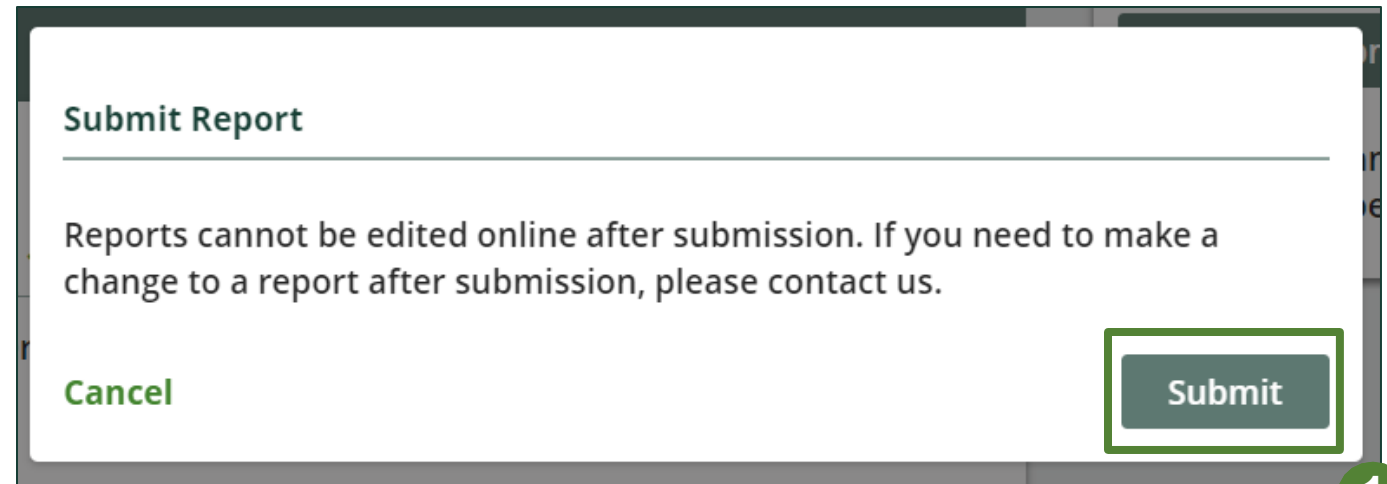 Submit Report
Reports cannot be edited online after submission. If you need to make a
change to a report after submission, please contact us.
Cancel
Submit